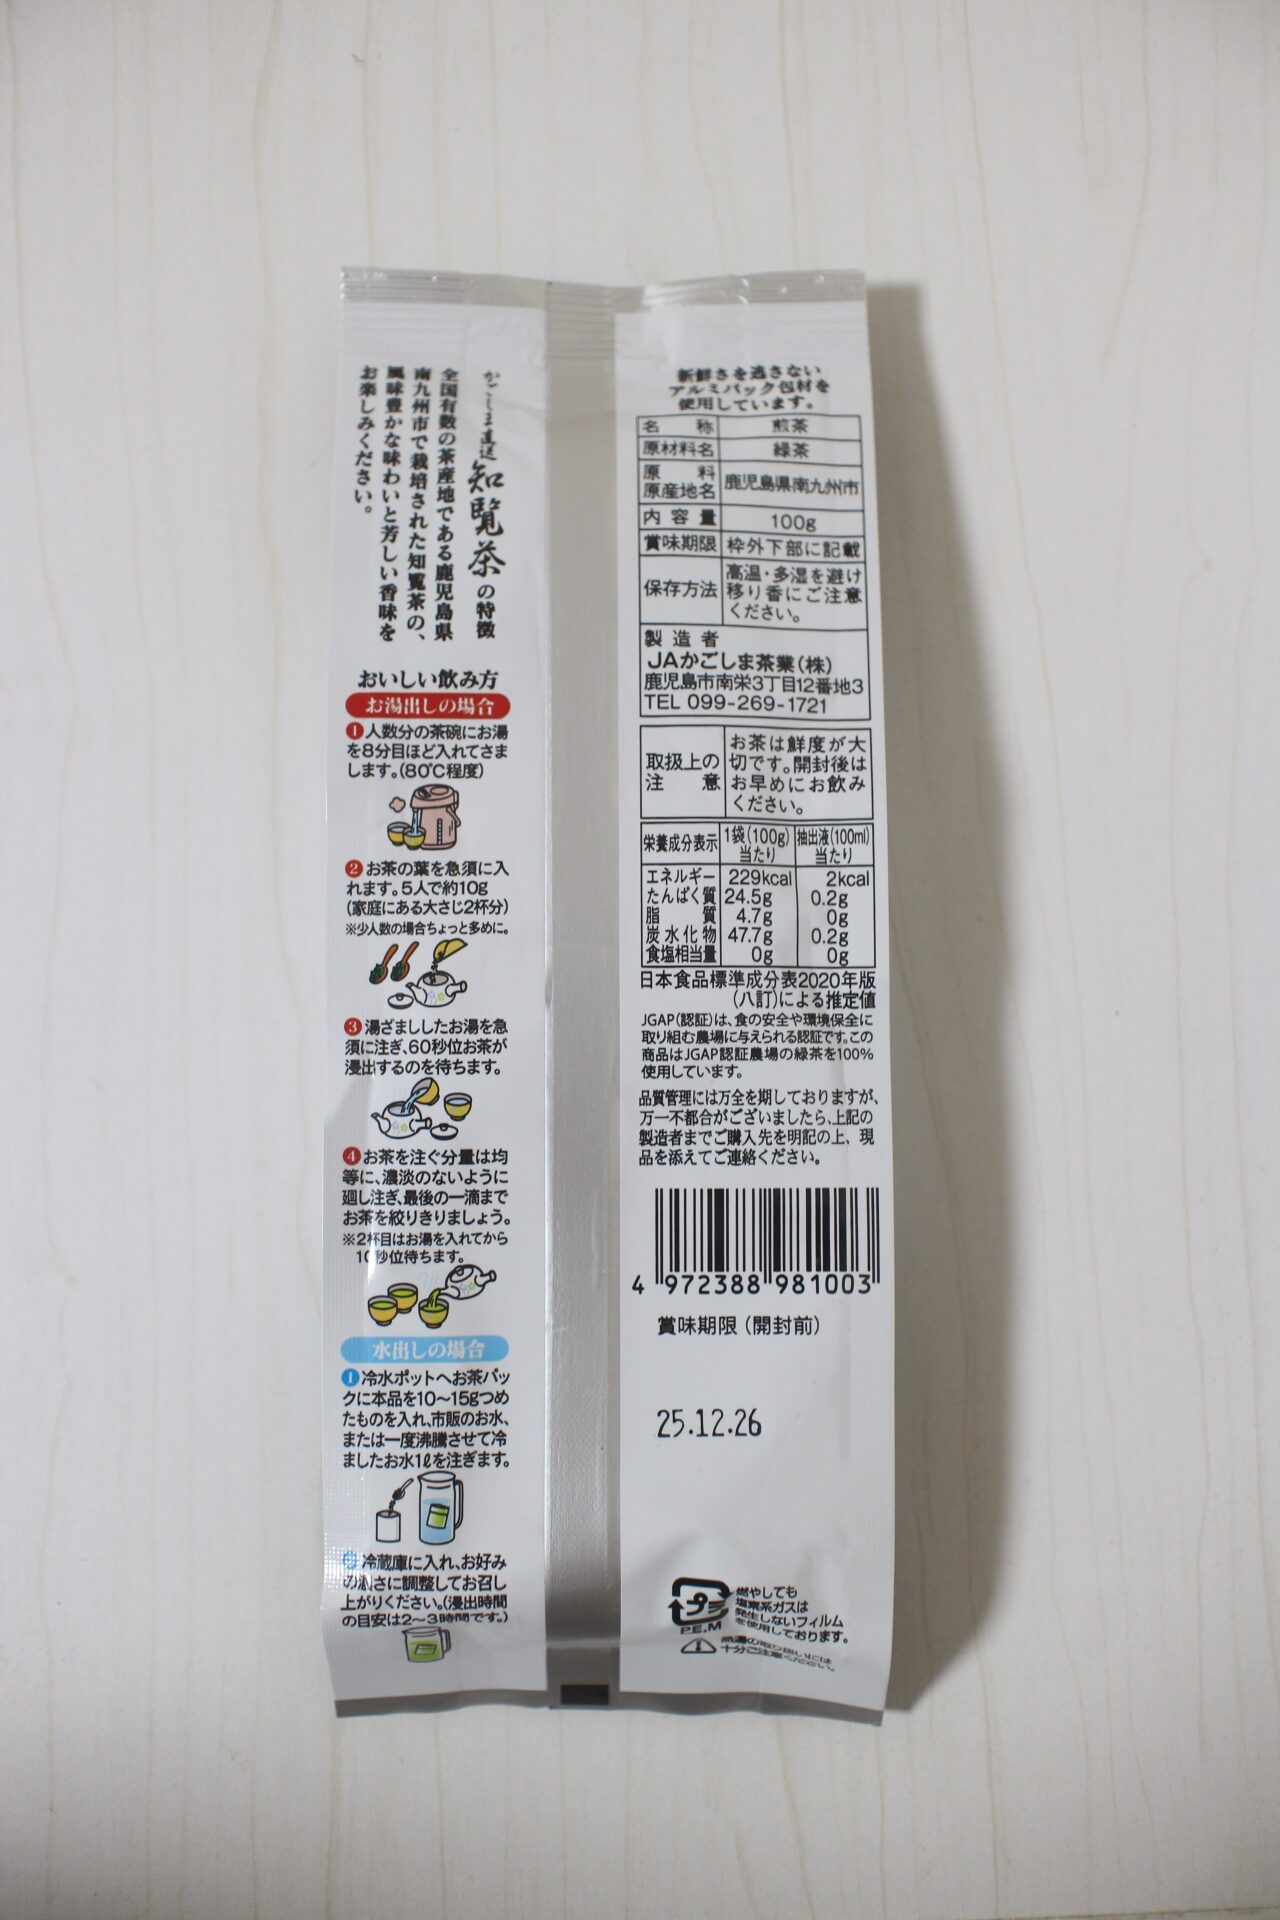 かごしま直送 知覧茶の特徴
全国有数の茶産地である鹿児島県
南九州市で栽培された知覧茶の、
風味豊かな味わいと芳しい香味を
お楽しみください。
おいしい飲み方
お湯出しの場合
1 人数分の茶碗にお湯
を8分目ほど入れてさま
します。(80℃程度)
2 お茶の葉を急須に入
れます。5人で約10g
(家庭にある大さじ2杯分)
※少人数の場合ちょっと多めに。
3 湯ざまししたお湯を急
須に注ぎ、60秒位お茶が
浸出するのを待ちます。
4 お茶を注ぐ分量は均
等に、濃淡のないように
廻し注ぎ、最後の一滴まで
お茶を絞りきりましょう。
※2杯目はお湯を入れてから
10秒位待ちます。
水出しの場合
1 冷水ポットへお茶パッ
クに本品を10〜15gつめ
たものを入れ、市販のお水、
または一度沸騰させて冷
ましたお水1ℓを注ぎます。
2 冷蔵庫に入れ、お好み
の濃さに調整してお召し
上がりください。(浸出時間
の目安は2〜3時間です。)
新鮮さを逃さない
アルミパック包材を
使用しています。
名称 煎茶
原材料名 緑茶
原料原産地名 鹿児島県南九州市
内容量 100g
賞味期限 枠外下部に記載
保存方法 高温・多湿を避け
移り香にご注意
ください。
製造者
JAかごしま茶業(株)
鹿児島市南栄3丁目12番地3
TEL 099-269-1721
取扱上の注意 お茶は鮮度が大
切です。開封後は
お早めにお飲み
ください。
栄養成分表示 1袋(100g)当たり 抽出液(100ml)当たり
エネルギー 229kcal 2kcal
たんぱく質 24.5g 0.2g
脂質 4.7g 0g
炭水化物 47.7g 0.2g
食塩相当量 0g 0g
日本食品標準成分表2020年版
(八訂)による推定値
JGAP(認証)は、食の安全や環境保全に
取り組む農場に与えられる認証です。この
商品はJGAP認証農場の緑茶を100%
使用しています。
品質管理には万全を期しておりますが、
万一不都合がございましたら、上記の
製造者までご購入先を明記の上、現
品を添えてご連絡ください。
4 972388 981003
賞味期限(開封前)
25.12.26
プラ
PE,M
燃やしても
塩素系ガスは
発生しないフィルム
を使用しております。
熱湯の取り扱いには
十分ご注意ください。